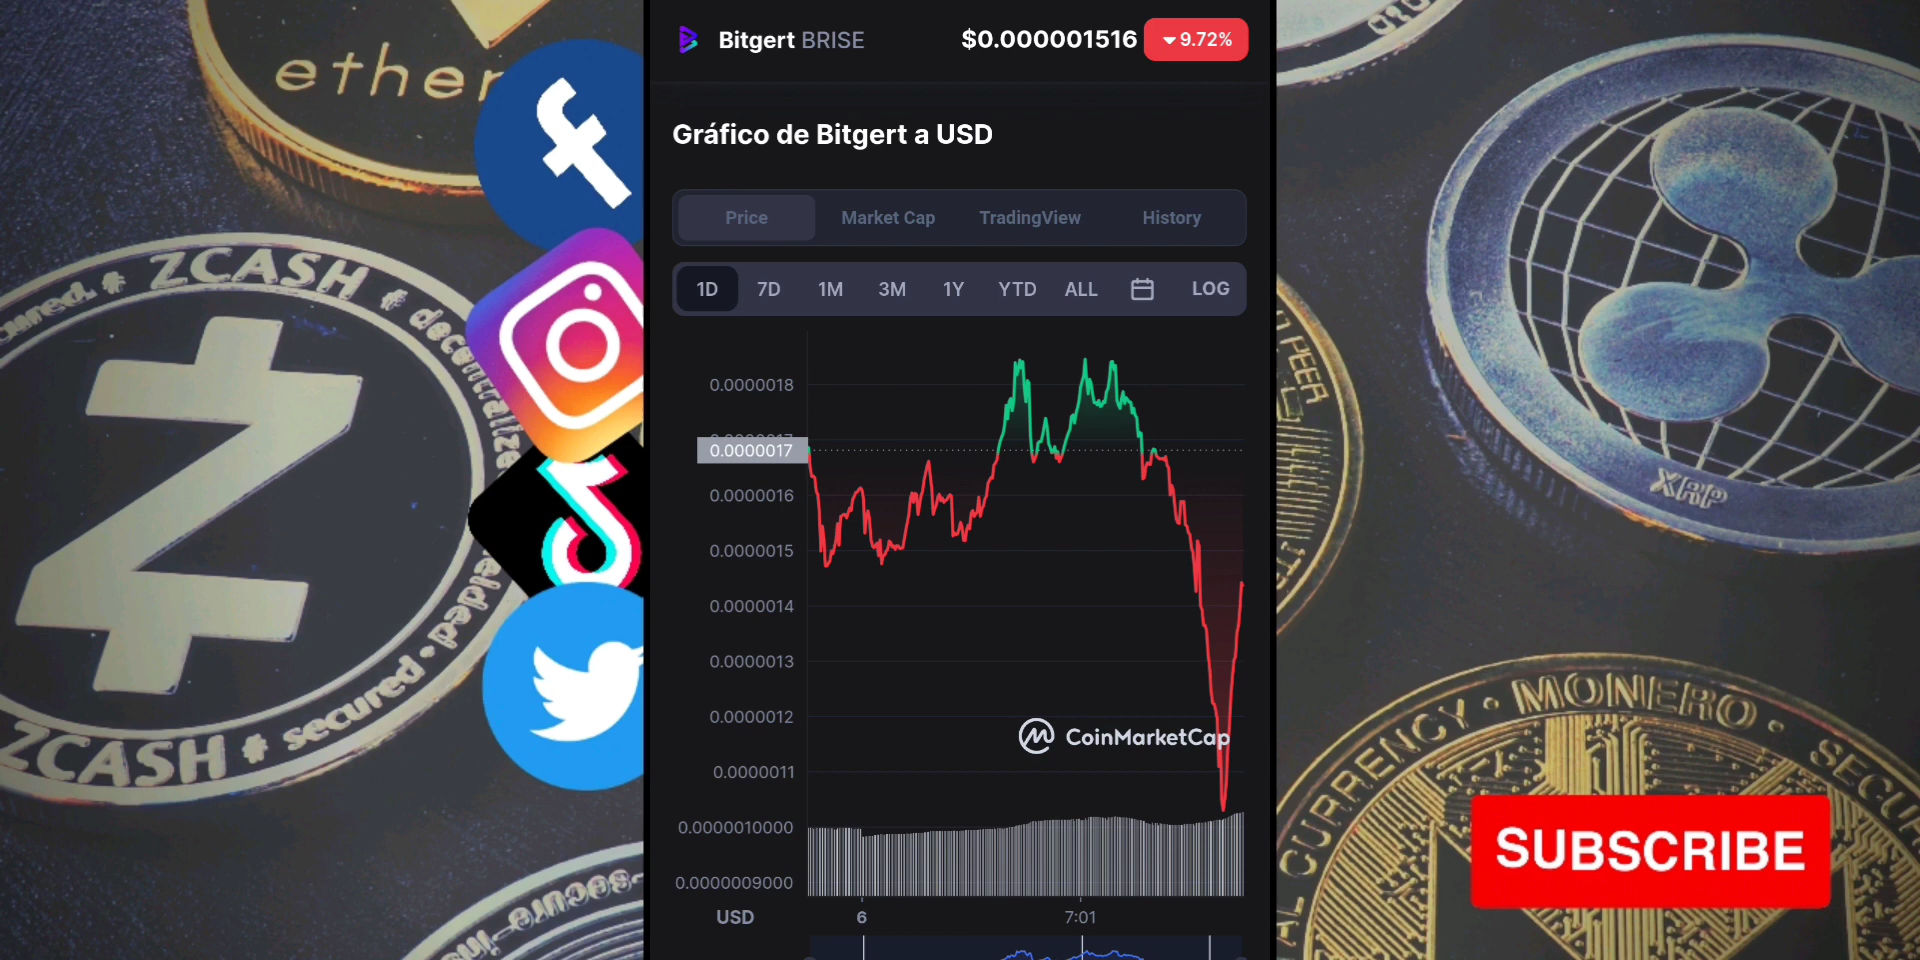 Bitgert BRISE
$0.000001516
9.72%
Gráfico de Bitgert a USD
Price Market Cap TradingView History
1D 7D 1M 3M 1Y YTD ALL LOG
0.0000018
0.0000017
0.0000016
0.0000015
0.0000014
0.0000013
0.0000012
0.0000011
0.0000010000
0.0000009000
CoinMarketCap
USD 6 7:01
ether
# ZCASH # decentralized
ZCASH # secured •
XRP
PEER
CURRENCY • MONERO •
SUBSCRIBE